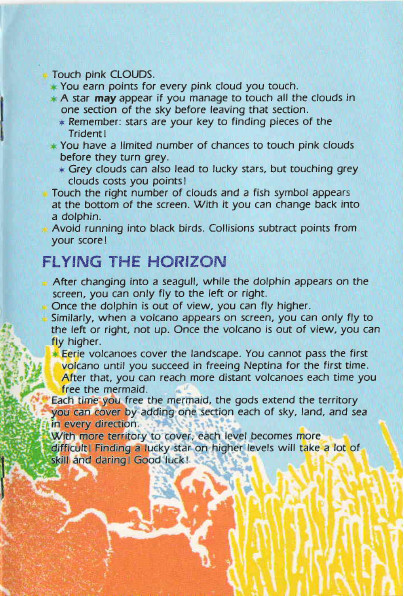 Touch pink CLOUDS.
* You earn points for every pink cloud you touch.
* A star may appear if you manage to touch all the clouds in
one section of the sky before leaving that section.
* Remember: stars are your key to finding pieces of the
Trident!
* You have a limited number of chances to touch pink clouds
before they turn grey.
* Grey clouds can also lead to lucky stars, but touching grey
clouds costs you points!
Touch the right number of clouds and a fish symbol appears
at the bottom of the screen. With it you can change back into
a dolphin.
Avoid running into black birds. Collisions subtract points from
your score!
FLYING THE HORIZON
After changing into a seagull, while the dolphin appears on the
screen, you can only fly to the left or right.
Once the dolphin is out of view, you can fly higher.
Similarly, when a volcano appears on screen, you can only fly to
the left or right, not up. Once the volcano is out of view, you can
fly higher.
* Eerie volcanoes cover the landscape. You cannot pass the first
volcano until you succeed in freeing Neptina for the first time.
After that, you can reach more distant volcanoes each time you
free the mermaid.
Each time you free the mermaid, the gods extend the territory
you can cover by adding one section each of sky, land, and sea
in every direction.
With more territory to cover, each level becomes more
difficult! Finding a lucky star on higher levels will take a lot of
skill and daring! Good luck!